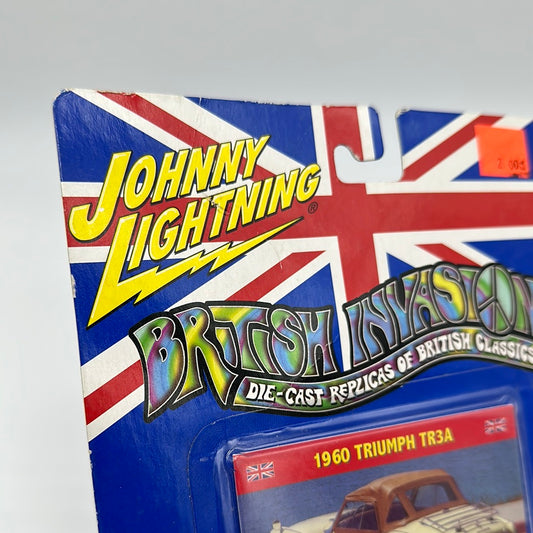 JOHNNY
LIGHTNING®
BRITISH INVASION
DIE-CAST REPLICAS OF BRITISH CLASSICS
1960 TRIUMPH TR3A